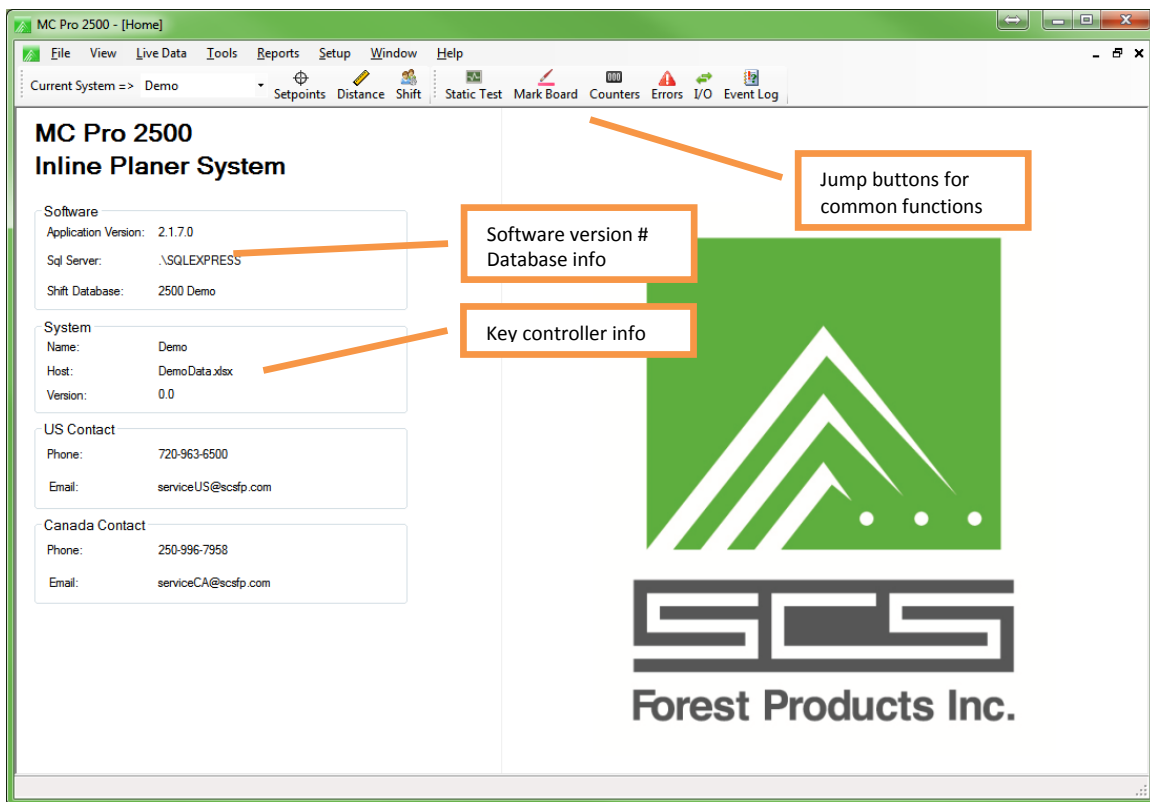 MC Pro 2500 - [Home]
File View Live Data Tools Reports Setup Window Help
Current System => Demo Setpoints Distance Shift Static Test Mark Board Counters Errors I/O Event Log
MC Pro 2500
Inline Planer System
Jump buttons for
common functions
Software
Application Version: 2.1.7.0
Sql Server: .\SQLEXPRESS
Shift Database: 2500 Demo
Software version #
Database info
System
Name: Demo
Host: DemoData.xlsx
Version: 0.0
Key controller info
US Contact
Phone: 720-963-6500
Email: serviceUS@scsfp.com
Canada Contact
Phone: 250-996-7958
Email: serviceCA@scsfp.com
SCS
Forest Products Inc.